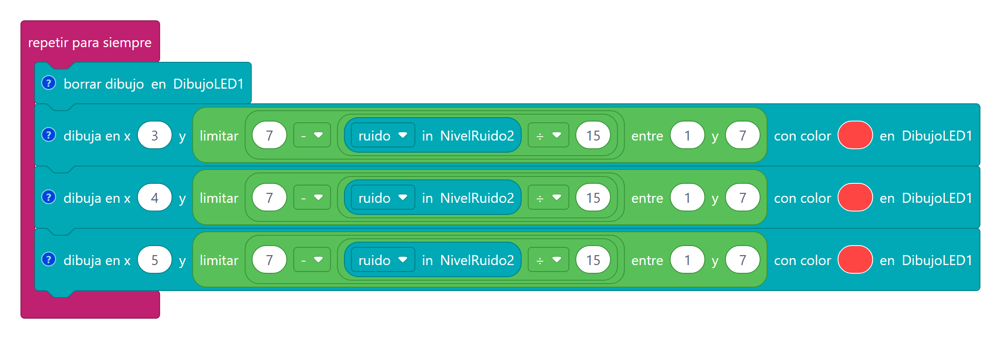 repetir para siempre
? borrar dibujo en DibujoLED1
? dibuja en x 3 y limitar 7 - ruido in NivelRuido2 ÷ 15 entre 1 y 7 con color en DibujoLED1
? dibuja en x 4 y limitar 7 - ruido in NivelRuido2 ÷ 15 entre 1 y 7 con color en DibujoLED1
? dibuja en x 5 y limitar 7 - ruido in NivelRuido2 ÷ 15 entre 1 y 7 con color en DibujoLED1